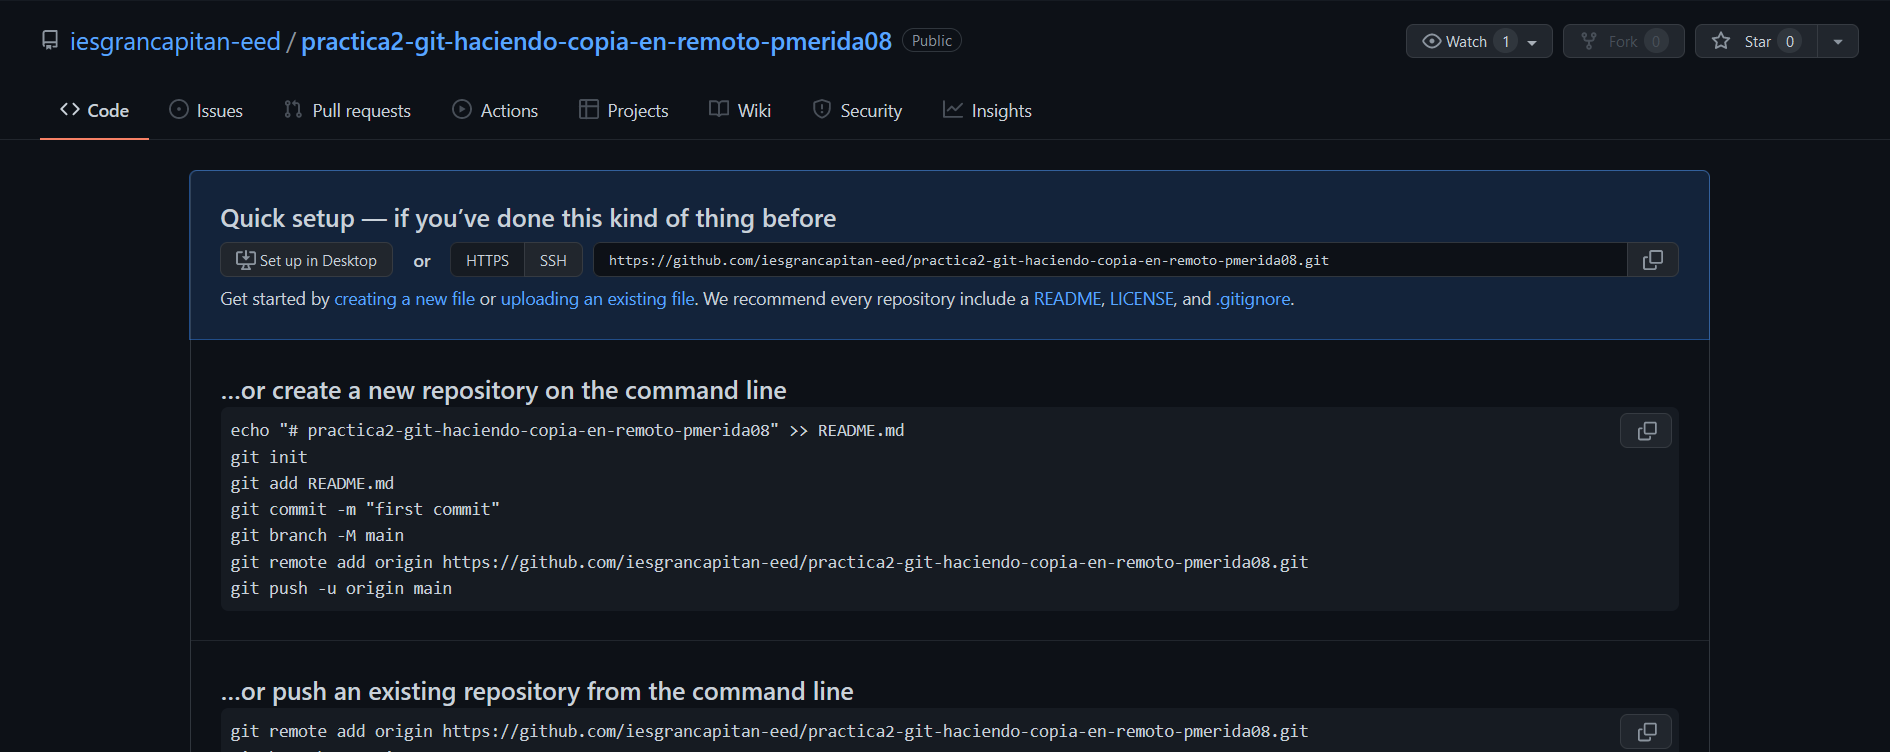 iesgrancapitan-eed / practica2-git-haciendo-copia-en-remoto-pmerida08 Public Watch 1 Fork 0 Star 0
Code Issues Pull requests Actions Projects Wiki Security Insights
Quick setup — if you’ve done this kind of thing before
Set up in Desktop or HTTPS SSH https://github.com/iesgrancapitan-eed/practica2-git-haciendo-copia-en-remoto-pmerida08.git
Get started by creating a new file or uploading an existing file. We recommend every repository include a README, LICENSE, and .gitignore.
…or create a new repository on the command line
echo "# practica2-git-haciendo-copia-en-remoto-pmerida08" >> README.md
git init
git add README.md
git commit -m "first commit"
git branch -M main
git remote add origin https://github.com/iesgrancapitan-eed/practica2-git-haciendo-copia-en-remoto-pmerida08.git
git push -u origin main
…or push an existing repository from the command line
git remote add origin https://github.com/iesgrancapitan-eed/practica2-git-haciendo-copia-en-remoto-pmerida08.git